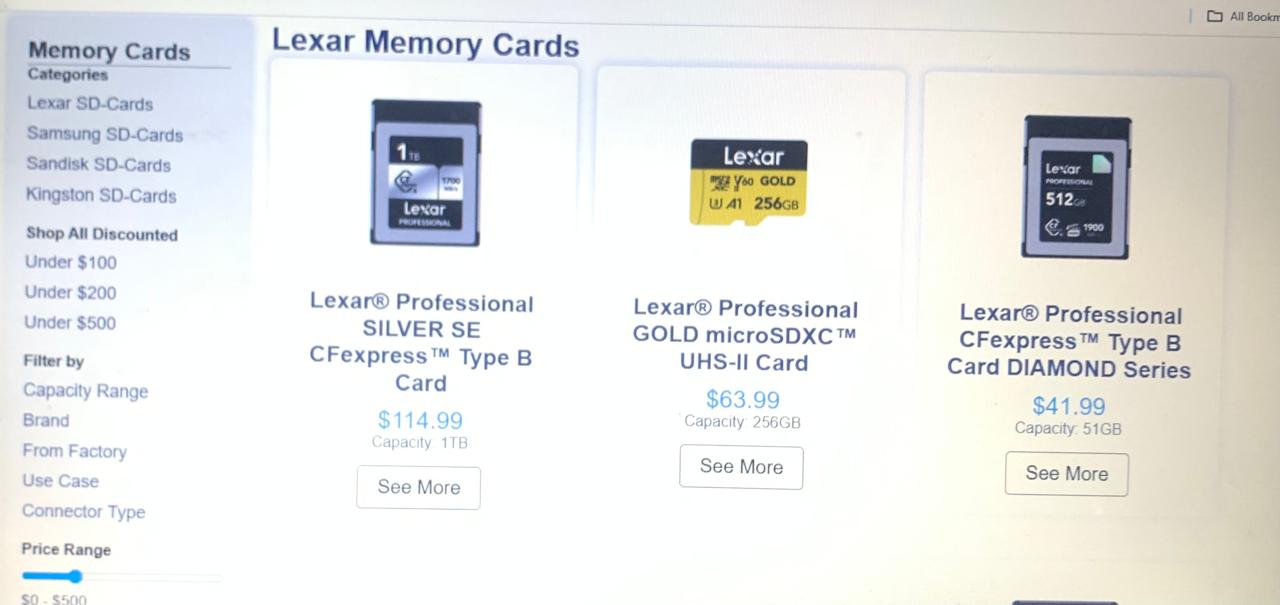 All Bookm
Memory Cards
Categories
Lexar SD-Cards
Samsung SD-Cards
Sandisk SD-Cards
Kingston SD-Cards
Shop All Discounted
Under $100
Under $200
Under $500
Filter by
Capacity Range
Brand
From Factory
Use Case
Connector Type
Price Range
$0 - $500
Lexar Memory Cards
1TB
1700
MB/s
Lexar
PROFESSIONAL
Lexar® Professional
SILVER SE
CFexpress™ Type B
Card
$114.99
Capacity: 1TB
See More
Lexar
V60 GOLD
U3 A1 256GB
Lexar® Professional
GOLD microSDXC™
UHS-II Card
$63.99
Capacity: 256GB
See More
Lexar
PROFESSIONAL
512GB
1900
Lexar® Professional
CFexpress™ Type B
Card DIAMOND Series
$41.99
Capacity: 51GB
See More